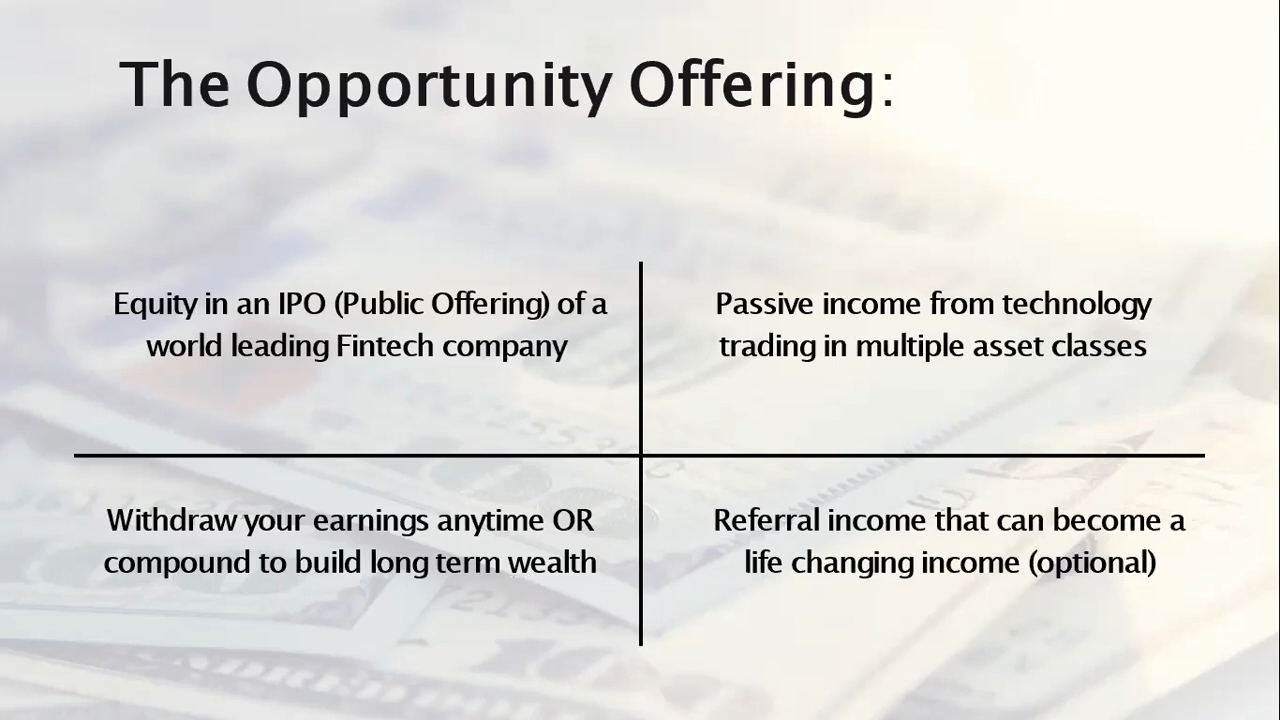 The Opportunity Offering:
Equity in an IPO (Public Offering) of a
world leading Fintech company
Passive income from technology
trading in multiple asset classes
Withdraw your earnings anytime OR
compound to build long term wealth
Referral income that can become a
life changing income (optional)